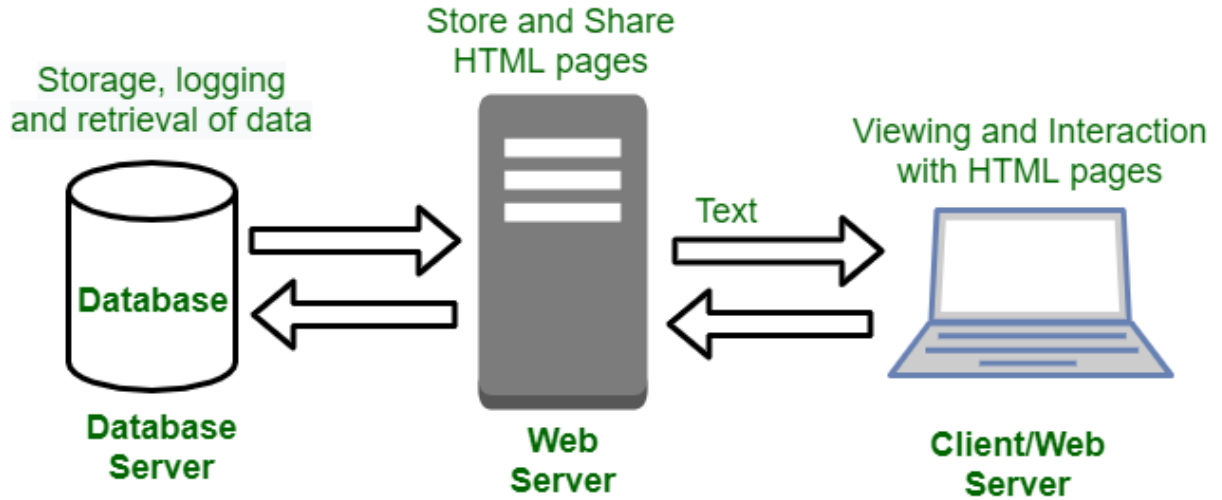 Storage, logging
and retrieval of data
Database
Database
Server
Store and Share
HTML pages
Web
Server
Text
Viewing and Interaction
with HTML pages
Client/Web
Server